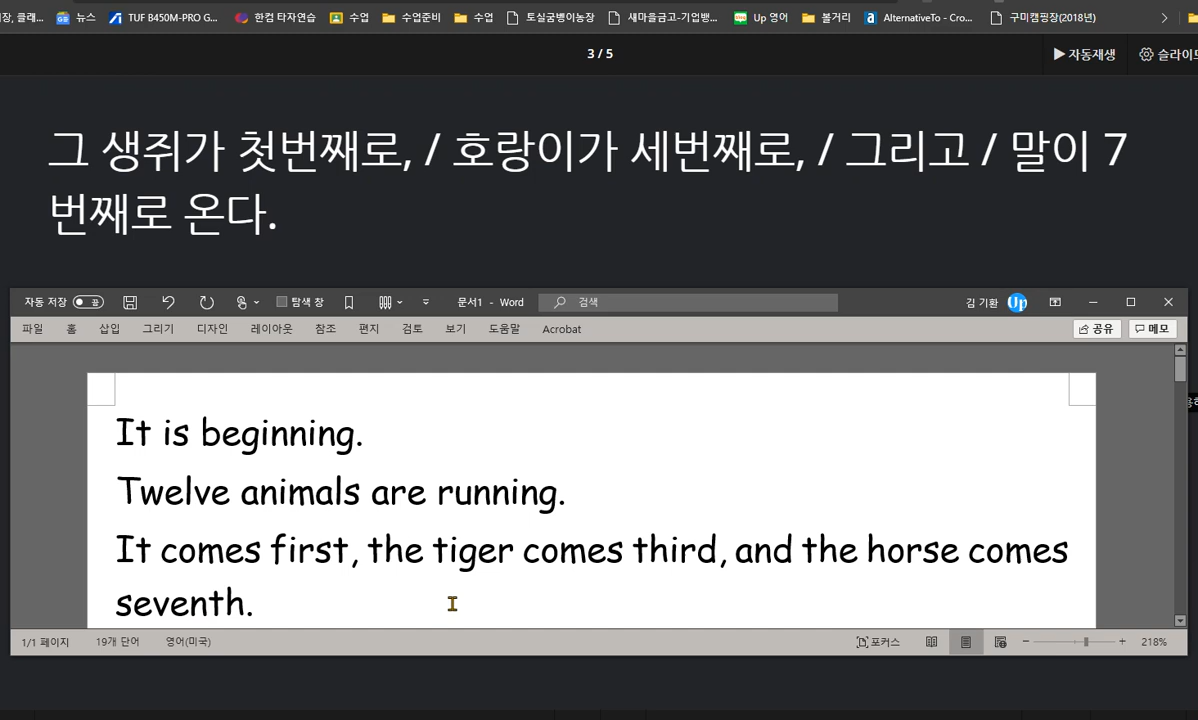 장, 클래... 뉴스 TUF B450M-PRO G... 한컴 타자연습 수업 수업준비 수업 토실굼벵이농장 새마을금고-기업뱅... Up 영어 볼거리 AlternativeTo - Cro... 구미캠핑장(2018년)
3 / 5 자동재생 슬라이드
그 생쥐가 첫번째로, / 호랑이가 세번째로, / 그리고 / 말이 7
번째로 온다.
자동 저장 끔 탐색 창 문서1 - Word 검색 김 기환 Up
파일 홈 삽입 그리기 디자인 레이아웃 참조 편지 검토 보기 도움말 Acrobat 공유 메모
It is beginning.
Twelve animals are running.
It comes first, the tiger comes third, and the horse comes
seventh.
1/1 페이지 19개 단어 영어(미국) 포커스 218%